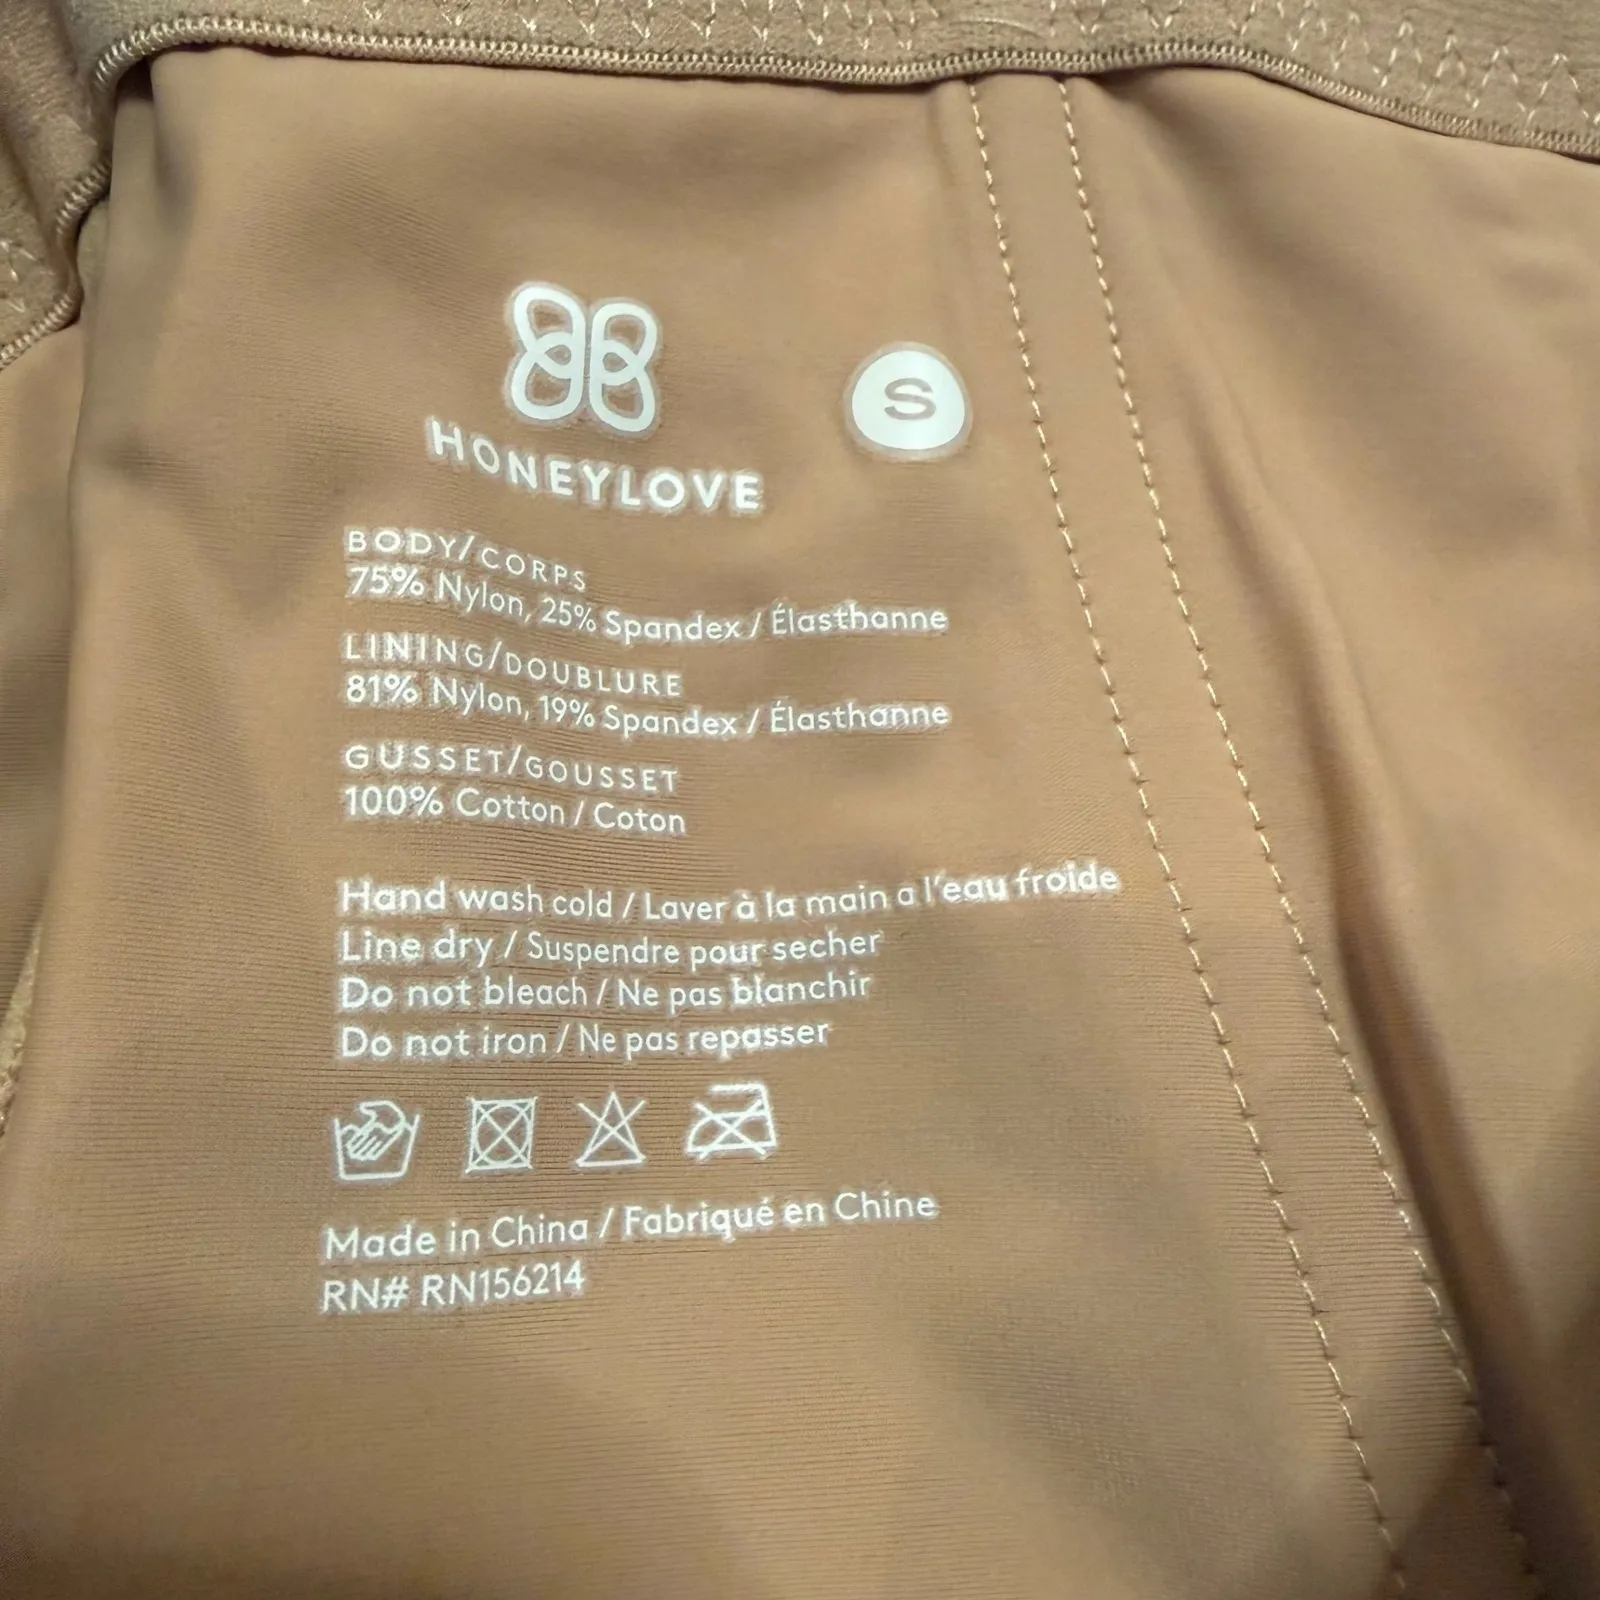 HONEYLOVE
S
BODY/CORPS
75% Nylon, 25% Spandex / Élasthanne
LINING/DOUBLURE
81% Nylon, 19% Spandex / Élasthanne
GUSSET/GOUSSET
100% Cotton / Coton
Hand wash cold / Laver à la main a l'eau froide
Line dry / Suspendre pour secher
Do not bleach / Ne pas blanchir
Do not iron / Ne pas repasser
Made in China / Fabriqué en Chine
RN# RN156214